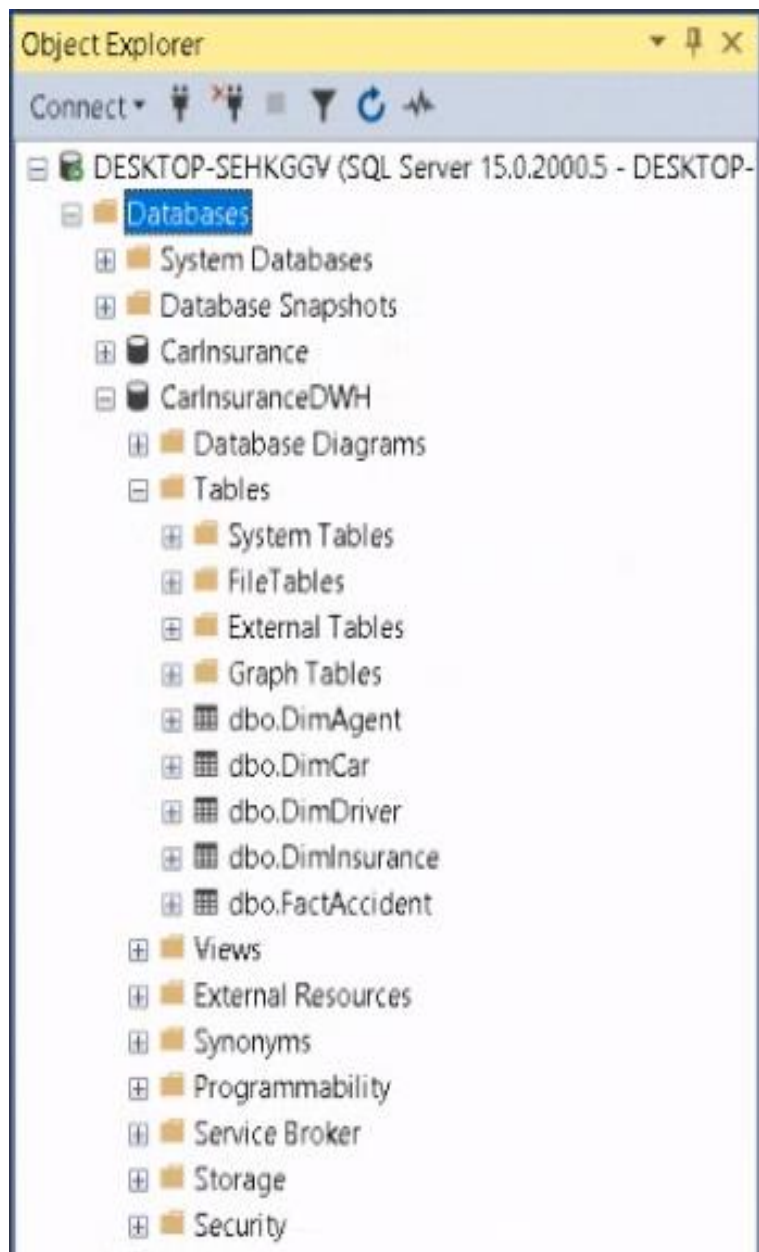 Object Explorer
Connect
DESKTOP-SEHKGGV (SQL Server 15.0.2000.5 - DESKTOP-
Databases
System Databases
Database Snapshots
CarInsurance
CarInsuranceDWH
Database Diagrams
Tables
System Tables
FileTables
External Tables
Graph Tables
dbo.DimAgent
dbo.DimCar
dbo.DimDriver
dbo.DimInsurance
dbo.FactAccident
Views
External Resources
Synonyms
Programmability
Service Broker
Storage
Security